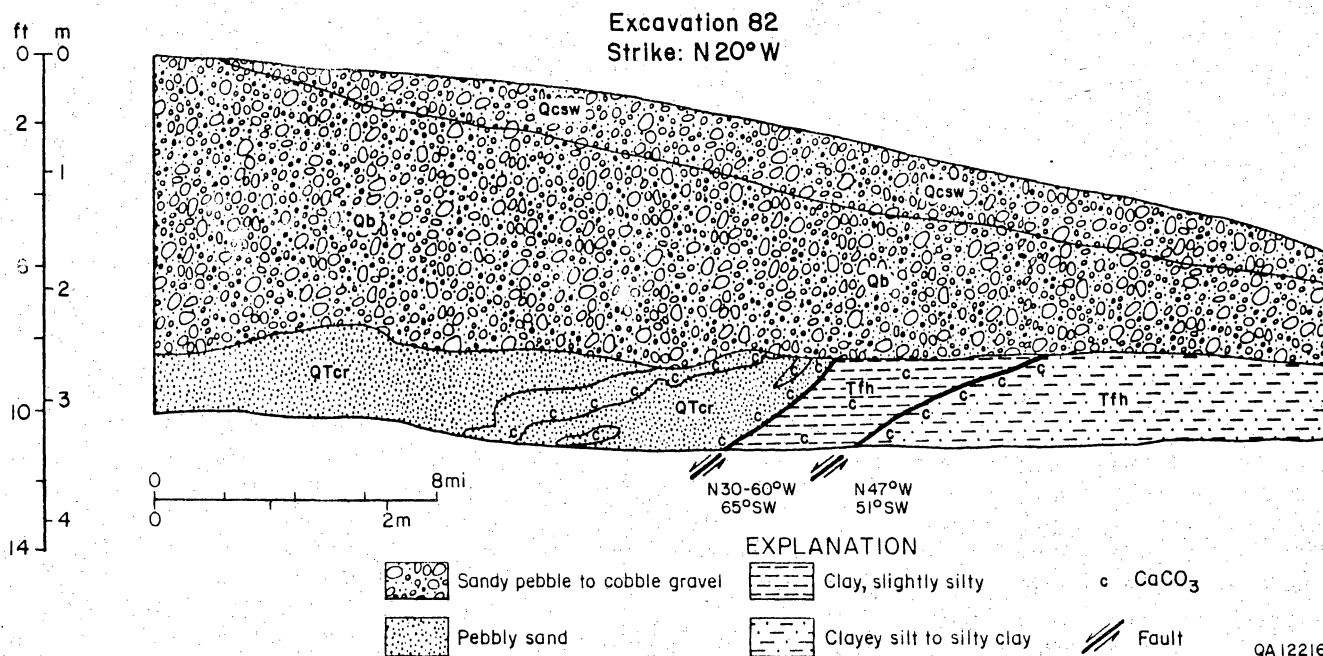 Excavation 82
Strike: N 20° W
ft m
0 0
2
1
6
2
10 3
4
14
Qcsw
Qcsw
Qb
Qb
QTcr
QTcr
Tfh
Tfh
c c c c c c c c c c c c c c c c c c c
0 8mi
0 2m
N30-60°W
65°SW
N47°W
51°SW
EXPLANATION
Sandy pebble to cobble gravel
Clay, slightly silty
c CaCO3
Pebbly sand
Clayey silt to silty clay
Fault
QA 12216